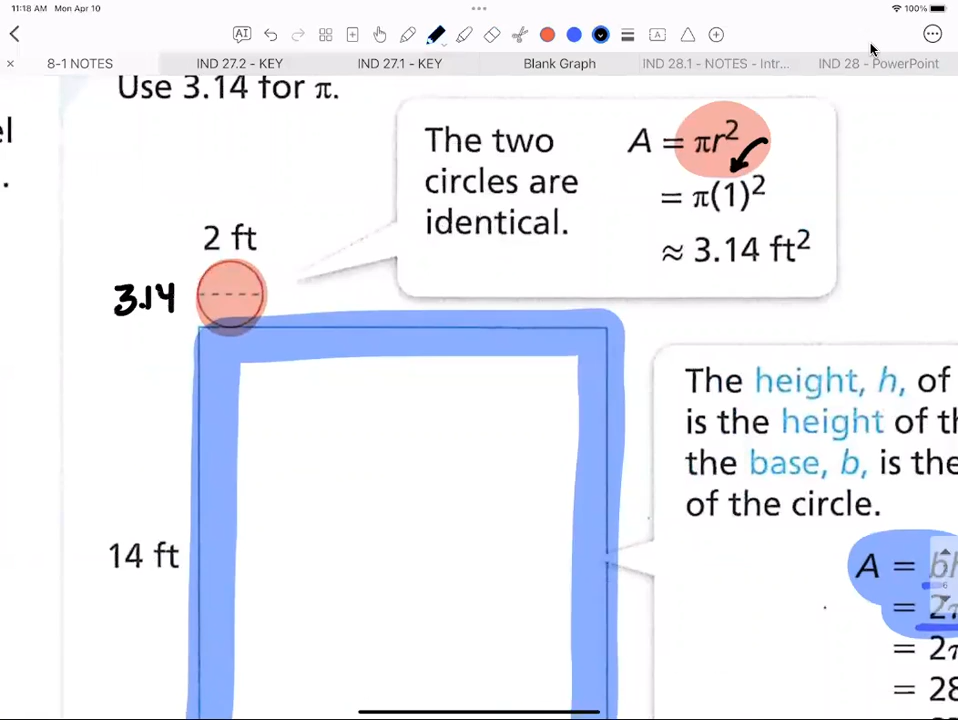 11:18 AM Mon Apr 10
100%
AI
8-1 NOTES
IND 27.2 - KEY
IND 27.1 - KEY
Blank Graph
IND 28.1 - NOTES - Intr...
IND 28 - PowerPoint
Use 3.14 for π.
The two
circles are
identical.
A = πr²
= π(1)²
≈ 3.14 ft²
2 ft
3.14
14 ft
The height, h, of
is the height of th
the base, b, is the
of the circle.
A = bh
= 2π
= 2π
= 28